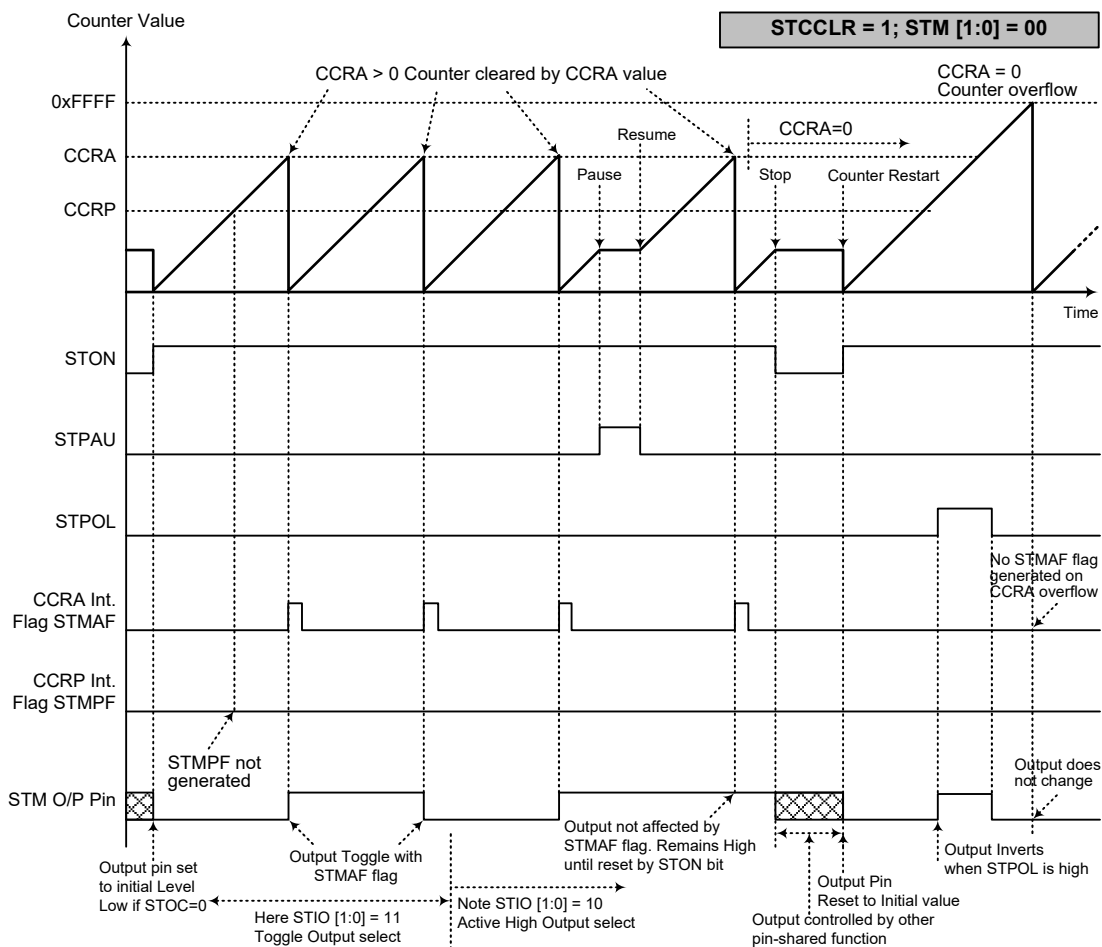 Counter Value
STCCLR = 1; STM [1:0] = 00
CCRA > 0 Counter cleared by CCRA value
CCRA = 0
Counter overflow
0xFFFF
Resume
CCRA=0
CCRA
Pause
Stop
Counter Restart
CCRP
Time
STON
STPAU
STPOL
No STMAF flag
generated on
CCRA overflow
CCRA Int.
Flag STMAF
CCRP Int.
Flag STMPF
STMPF not
generated
Output does
not change
STM O/P Pin
Output pin set
to initial Level
Low if STOC=0
Output Toggle with
STMAF flag
Output not affected by
STMAF flag. Remains High
until reset by STON bit
Output Inverts
when STPOL is high
Output Pin
Reset to Initial value
Here STIO [1:0] = 11
Toggle Output select
Note STIO [1:0] = 10
Active High Output select
Output controlled by other
pin-shared function